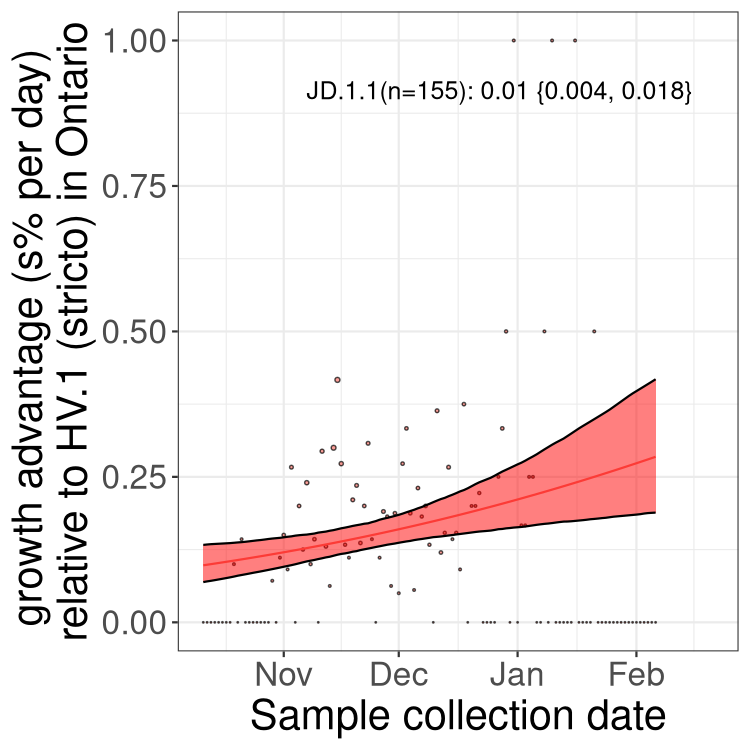 growth advantage (s% per day)
relative to HV.1 (stricto) in Ontario
1.00
0.75
0.50
0.25
0.00
JD.1.1(n=155): 0.01 {0.004, 0.018}
Nov Dec Jan Feb
Sample collection date